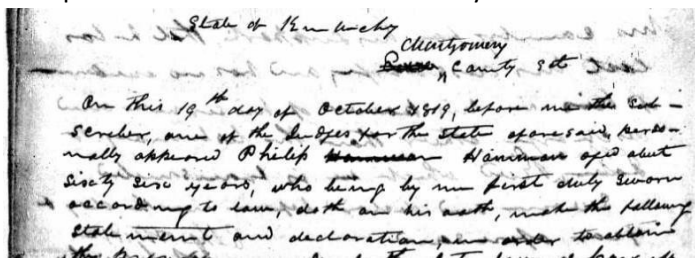 State of Kentucky
Montgomery
County Sct
On this 19th day of October 1819, before me the Sub-
scriber, one of the Judges for the State aforesaid, perso-
nally appeared Philip Hamman aged about
Sixty Six years, who being by me first duly Sworn
according to law, doth on his oath, make the following
Statement and declaration, in order to obtain
the